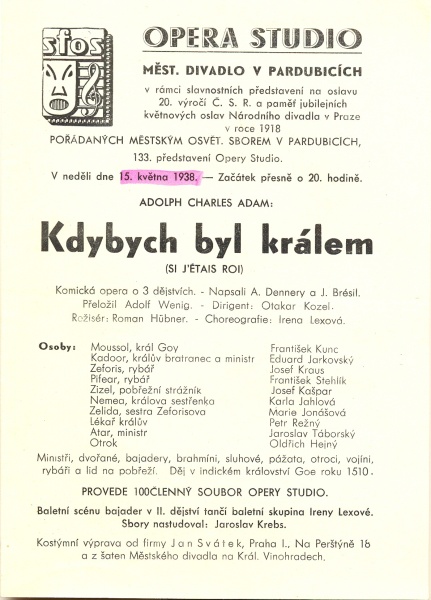 sfos
OPERA STUDIO
MĚST. DIVADLO V PARDUBICÍCH
v rámci slavnostních představení na oslavu
20. výročí Č. S. R. a paměť jubilejních
květnových oslav Národního divadla v Praze
v roce 1918
POŘÁDANÝCH MĚSTSKÝM OSVĚT. SBOREM V PARDUBICÍCH,
133. představení Opery Studio.
V neděli dne 15. května 1938. — Začátek přesně o 20. hodině.
ADOLPH CHARLES ADAM:
Kdybych byl králem
(SI J'ÉTAIS ROI)
Komická opera o 3 dějstvích. - Napsali A. Dennery a J. Brésil.
Přeložil Adolf Wenig. - Dirigent: Otakar Kozel.
Režisér: Roman Hübner. - Choreografie: Irena Lexová.
Osoby: Moussol, král Goy František Kunc
Kadoor, králův bratranec a ministr Eduard Jarkovský
Zeforis, rybář Josef Kraus
Pifear, rybář František Stehlík
Zizel, pobřežní strážník Josef Kašpar
Nemea, králova sestřenka Karla Jahlová
Zelida, sestra Zeforisova Marie Jonášová
Lékař králův Petr Režný
Atar, ministr Jaroslav Táborský
Otrok Oldřich Hejný
Ministři, dvořané, bajadery, brahmíni, sluhové, pážata, otroci, vojíni,
rybáři a lid na pobřeží. Děj v indickém království Goe roku 1510.
PROVEDE 100ČLENNÝ SOUBOR OPERY STUDIO.
Baletní scénu bajader v II. dějství tančí baletní skupina Ireny Lexové.
Sbory nastudoval: Jaroslav Krebs.
Kostýmní výprava od firmy Jan Svátek, Praha I., Na Perštýně 18
a z šaten Městského divadla na Král. Vinohradech.